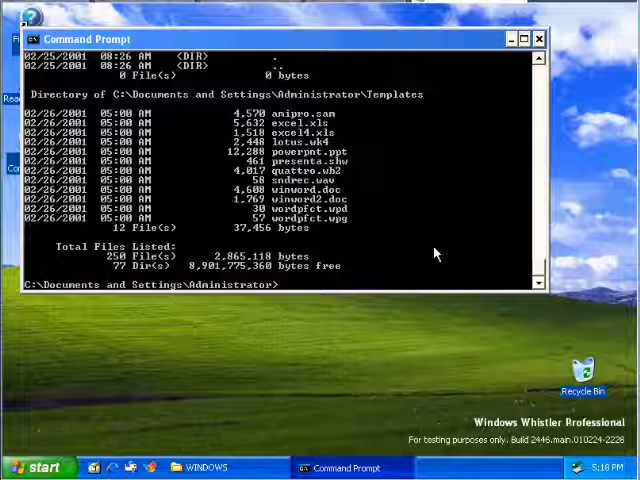 Command Prompt
02/25/2001  08:26 AM    <DIR>          .
02/25/2001  08:26 AM    <DIR>          ..
0 File(s)              0 bytes
Directory of C:\Documents and Settings\Administrator\Templates
02/26/2001  05:00 AM             4,570 amipro.sam
02/26/2001  05:00 AM             5,632 excel.xls
02/26/2001  05:00 AM             1,518 excel4.xls
02/26/2001  05:00 AM             2,448 lotus.wk4
02/26/2001  05:00 AM            12,288 powerpnt.ppt
02/26/2001  05:00 AM               461 presenta.shw
02/26/2001  05:00 AM             4,017 quattro.wb2
02/26/2001  05:00 AM                58 sndrec.wav
02/26/2001  05:00 AM             4,608 winword.doc
02/26/2001  05:00 AM             1,769 winword2.doc
02/26/2001  05:00 AM                30 wordpfct.wpd
02/26/2001  05:00 AM                57 wordpfct.wpg
12 File(s)         37,456 bytes
Total Files Listed:
250 File(s)      2,865,118 bytes
77 Dir(s)   8,901,775,360 bytes free
C:\Documents and Settings\Administrator>
Recycle Bin
Windows Whistler Professional
For testing purposes only. Build 2446.main.010224-2228
start
WINDOWS
Command Prompt
5:18 PM